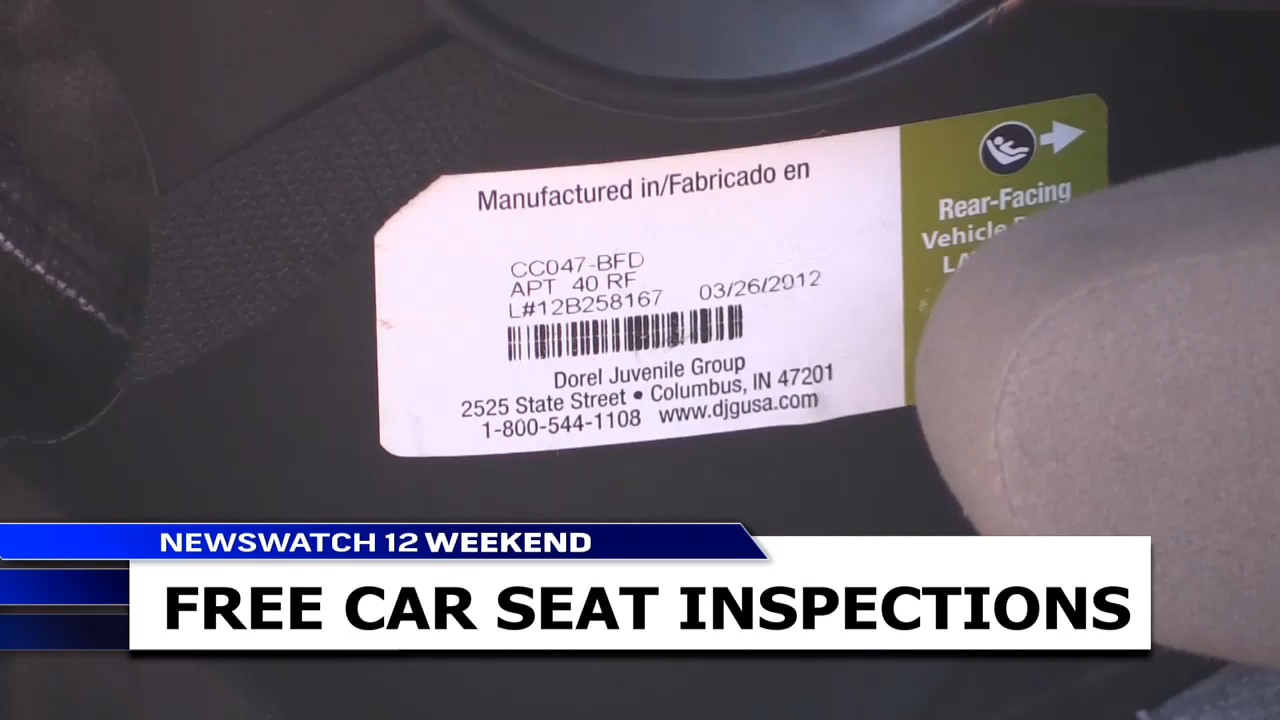 Manufactured in/Fabricado en
CC047-BFD
APT 40 RF
L#12B258167 03/26/2012
Dorel Juvenile Group
2525 State Street • Columbus, IN 47201
1-800-544-1108 www.djgusa.com
Rear-Facing
Vehicle
NEWSWATCH 12 WEEKEND
FREE CAR SEAT INSPECTIONS